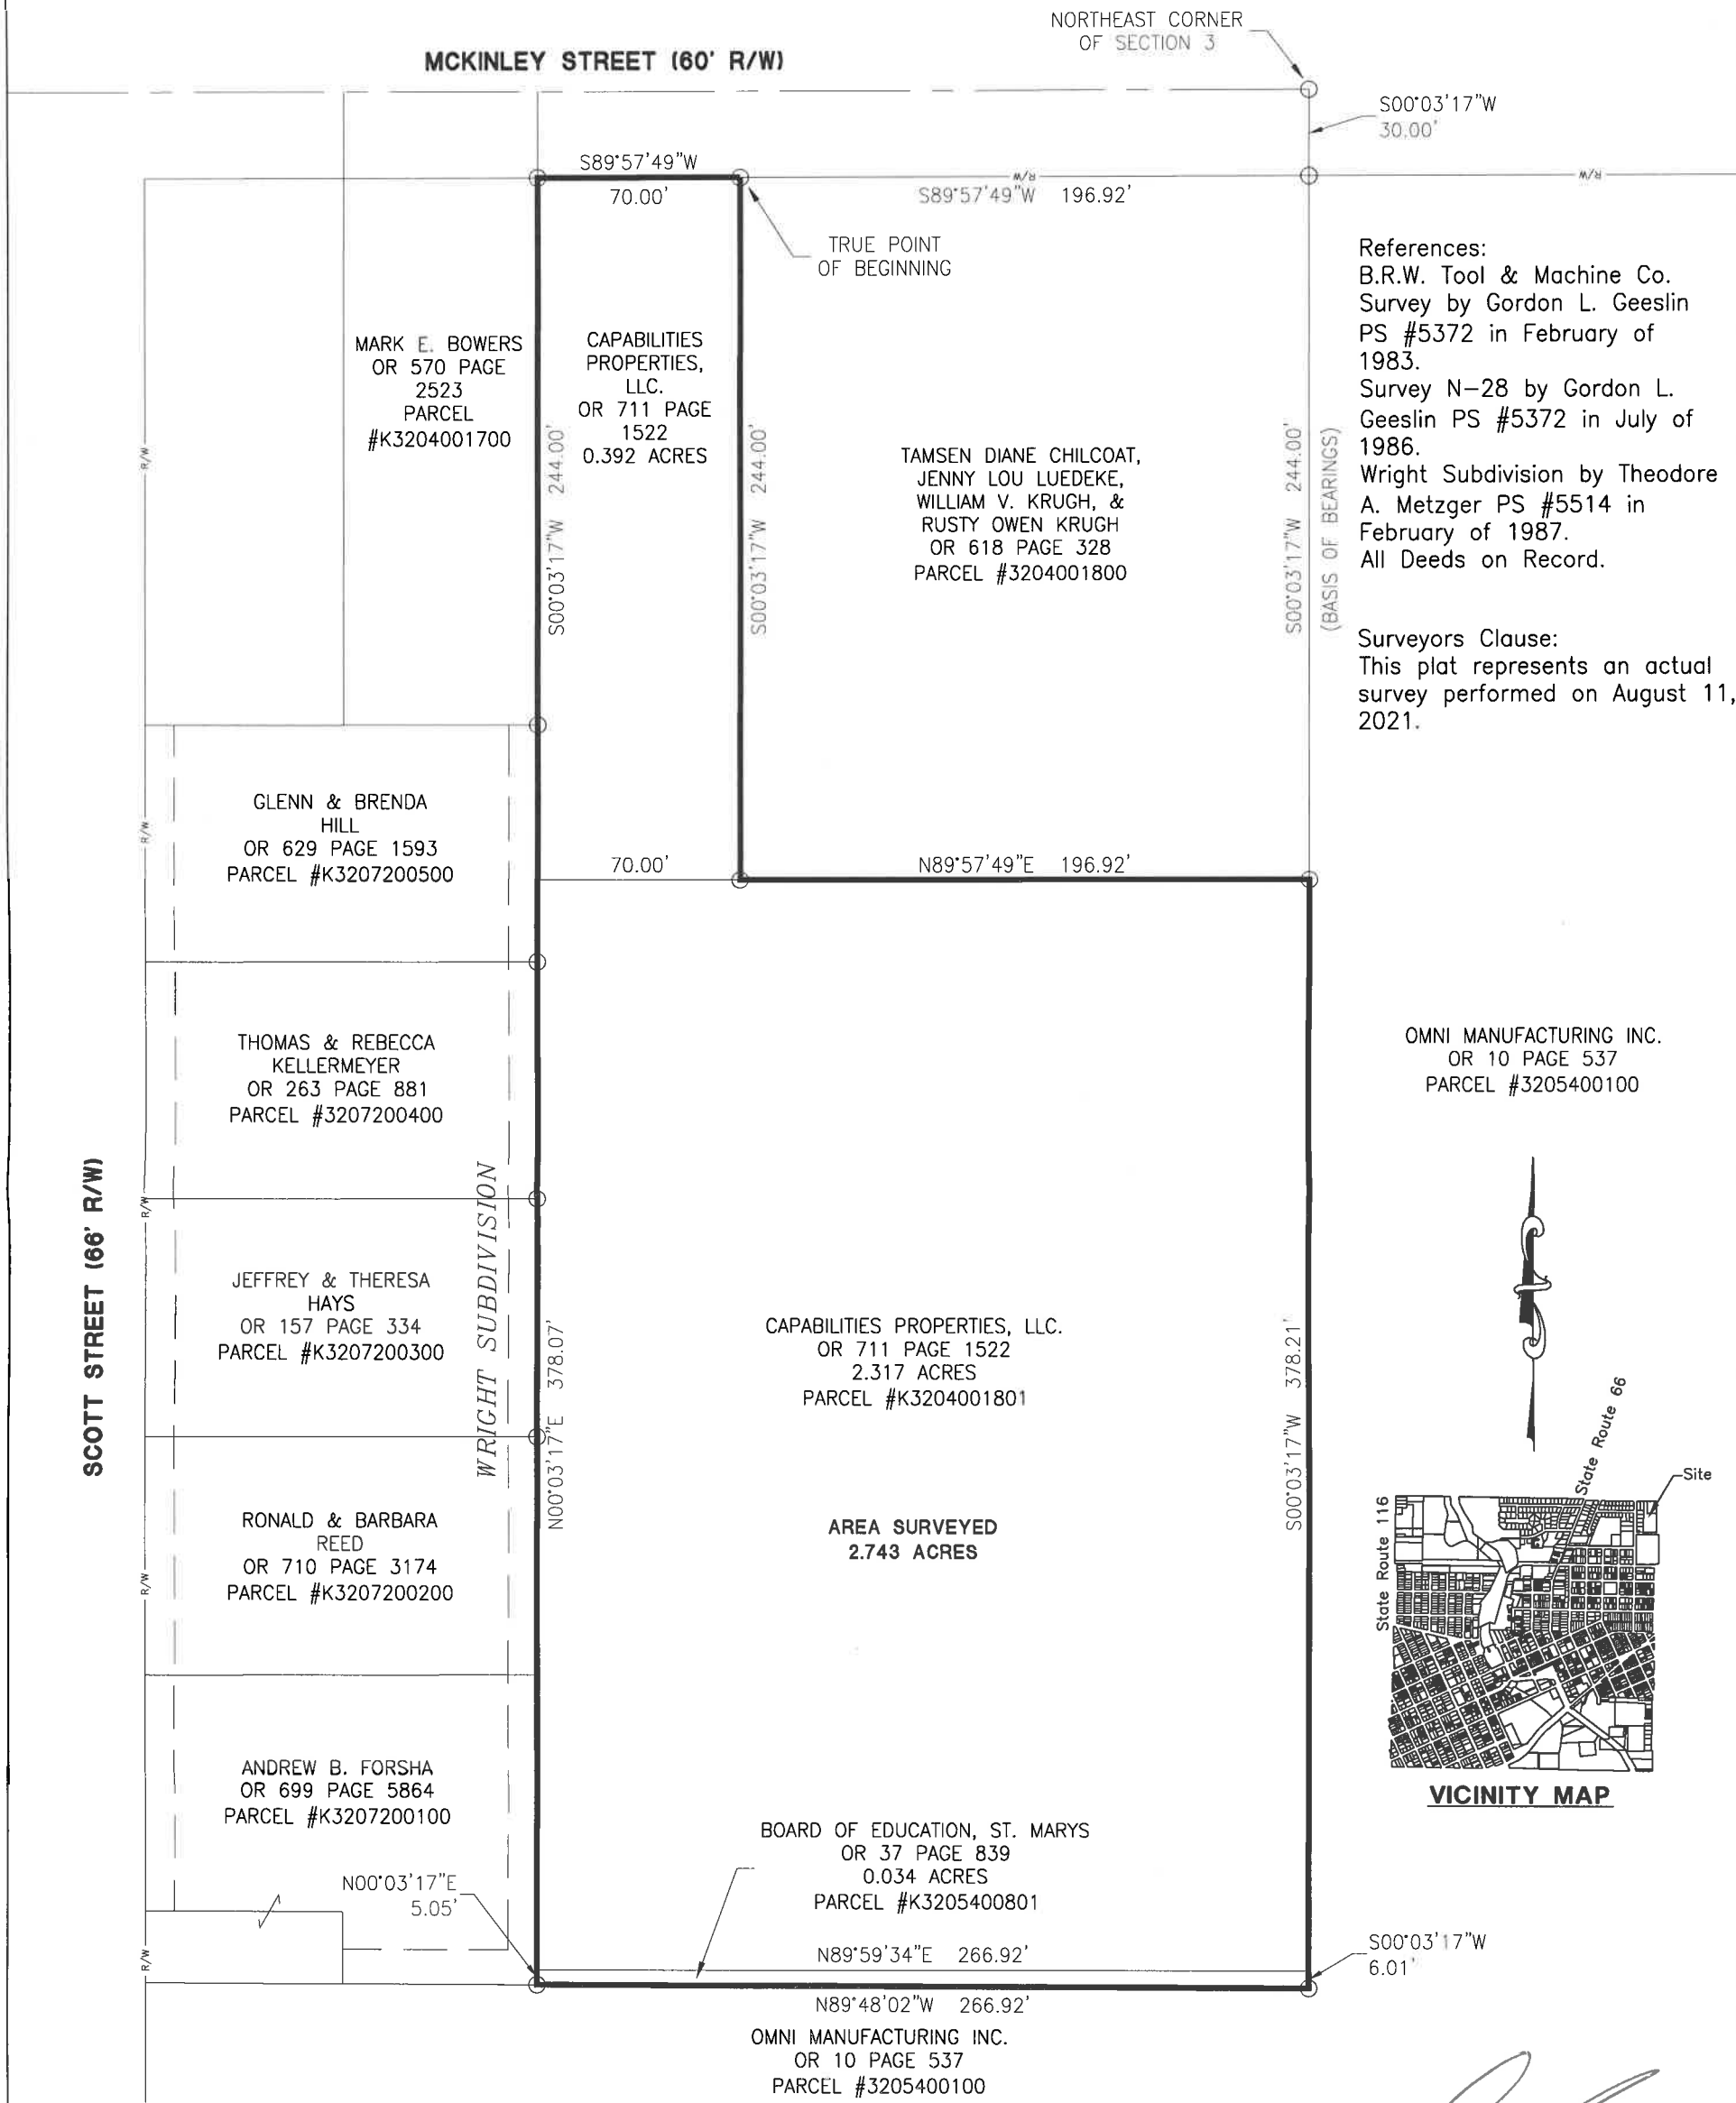 NORTHEAST CORNER
OF SECTION 3
MCKINLEY STREET (60' R/W)
S00°03'17"W
30.00'
S89°57'49"W
70.00'
R/W
S89°57'49"W 196.92'
R/W
TRUE POINT
OF BEGINNING
References:
B.R.W. Tool & Machine Co.
Survey by Gordon L. Geeslin
PS #5372 in February of
1983.
Survey N-28 by Gordon L.
Geeslin PS #5372 in July of
1986.
Wright Subdivision by Theodore
A. Metzger PS #5514 in
February of 1987.
All Deeds on Record.
Surveyors Clause:
This plat represents an actual
survey performed on August 11,
2021.
MARK E. BOWERS
OR 570 PAGE
2523
PARCEL
#K3204001700
CAPABILITIES
PROPERTIES,
LLC.
OR 711 PAGE
1522
0.392 ACRES
TAMSEN DIANE CHILCOAT,
JENNY LOU LUEDEKE,
WILLIAM V. KRUGH, &
RUSTY OWEN KRUGH
OR 618 PAGE 328
PARCEL #3204001800
R/W
S00°03'17"W 244.00'
S00°03'17"W 244.00'
S00°03'17"W 244.00'
(BASIS OF BEARINGS)
GLENN & BRENDA
HILL
OR 629 PAGE 1593
PARCEL #K3207200500
R/W
70.00'
N89°57'49"E 196.92'
THOMAS & REBECCA
KELLERMEYER
OR 263 PAGE 881
PARCEL #3207200400
OMNI MANUFACTURING INC.
OR 10 PAGE 537
PARCEL #3205400100
SCOTT STREET (66' R/W)
R/W
WRIGHT SUBDIVISION
JEFFREY & THERESA
HAYS
OR 157 PAGE 334
PARCEL #K3207200300
N00°03'17"E 378.07'
CAPABILITIES PROPERTIES, LLC.
OR 711 PAGE 1522
2.317 ACRES
PARCEL #K3204001801
S00°03'17"W 378.21'
AREA SURVEYED
2.743 ACRES
RONALD & BARBARA
REED
OR 710 PAGE 3174
PARCEL #K3207200200
R/W
State Route 66
Site
State Route 116
VICINITY MAP
ANDREW B. FORSHA
OR 699 PAGE 5864
PARCEL #K3207200100
BOARD OF EDUCATION, ST. MARYS
OR 37 PAGE 839
0.034 ACRES
PARCEL #K3205400801
N00°03'17"E
5.05'
R/W
N89°59'34"E 266.92'
S00°03'17"W
6.01'
N89°48'02"W 266.92'
OMNI MANUFACTURING INC.
OR 10 PAGE 537
PARCEL #3205400100